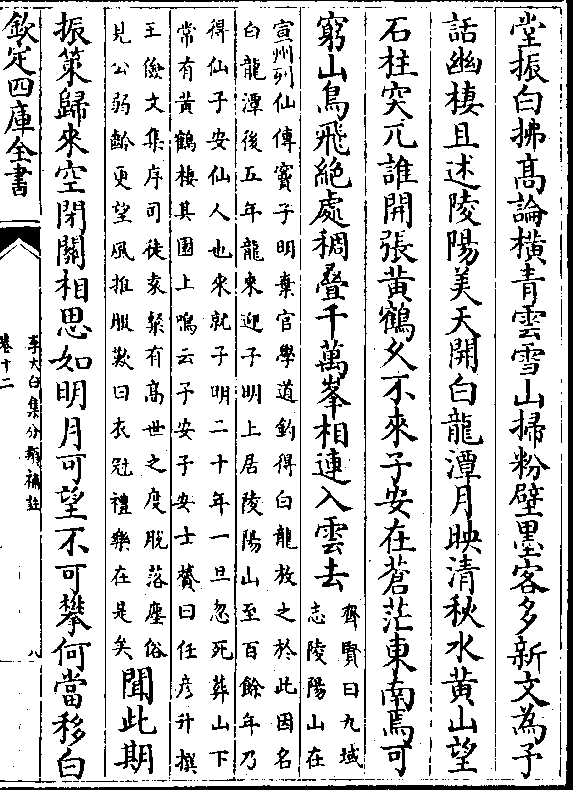 堂振白拂高論橫青雲雪山掃粉壁墨客多新文為予
話幽棲且述陵陽美天開白龍潭月映清秋水黃山望
石柱突兀誰開張黃鶴久不來子安在蒼茫東南焉可
窮山鳥飛絕處稠疊千萬峯相連入雲去
齊賢曰九域
志陵陽山在
宣州列仙傳竇子明棄官學道釣得白龍放之於此因名
白龍潭後五年龍來迎子明上居陵陽山至百餘年乃
得仙子安仙人也來就子明二十年一旦忽死葬山下
常有黃鶴棲其園上鳴云子安子安士贇曰任彥升撰
王儉文集序司徒袁粲有高世之度脫落塵俗
見公弱齡更望風推服歎曰衣冠禮樂在是矣
聞此期
振策歸來空閉關相思如明月可望不可攀何當移白
欽定四庫全書
李太白集分類補註
卷十二
八